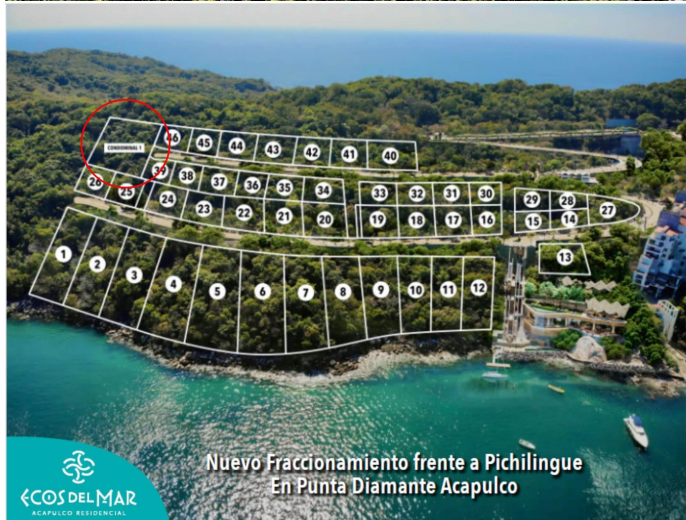 46 45 44 43 42 41 40
CONDOMINAL 1
39 38 37 36 35 34 33 32 31 30 29 28 27
26 25 24 23 22 21 20 19 18 17 16 15 14
13
1 2 3 4 5 6 7 8 9 10 11 12
Nuevo Fraccionamiento frente a Pichilingue
En Punta Diamante Acapulco
ECOS DEL MAR
ACAPULCO RESIDENCIAL